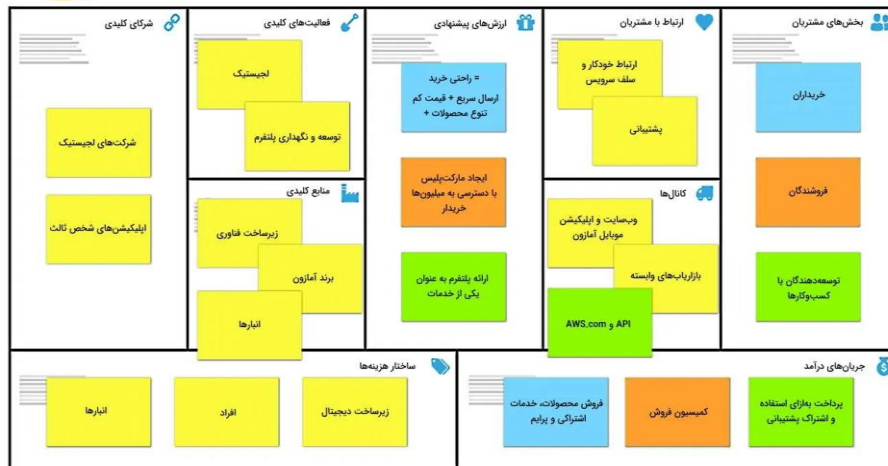 بخش‌های مشتریان
خریداران
فروشندگان
توسعه‌دهندگان یا
کسب‌وکارها
ارتباط با مشتریان
ارتباط خودکار و
سلف سرویس
پشتیبانی
کانال‌ها
وب‌سایت و اپلیکیشن
موبایل آمازون
بازاریاب‌های وابسته
API و AWS.com
ارزش‌های پیشنهادی
راحتی خرید =
ارسال سریع + قیمت کم
تنوع محصولات +
ایجاد مارکت‌پلیس
با دسترسی به میلیون‌ها
خریدار
ارائه پلتفرم به عنوان
یکی از خدمات
فعالیت‌های کلیدی
لجیستیک
توسعه و نگهداری پلتفرم
منابع کلیدی
زیرساخت فناوری
برند آمازون
انبارها
شرکای کلیدی
شرکت‌های لجیستیک
اپلیکیشن‌های شخص ثالث
جریان‌های درآمد
پرداخت به‌ازای استفاده
و اشتراک پشتیبانی
کمیسیون فروش
فروش محصولات، خدمات
اشتراکی و پرایم
ساختار هزینه‌ها
زیرساخت دیجیتال
افراد
انبارها